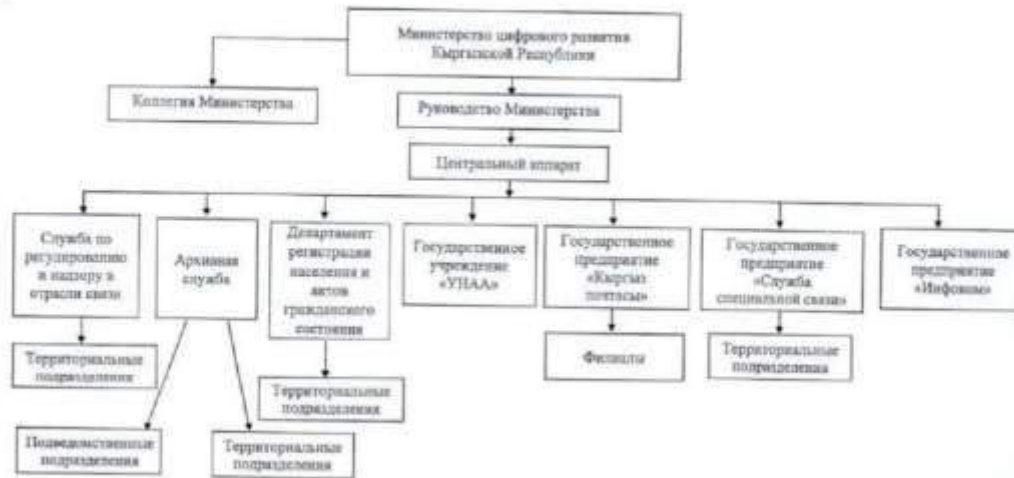 Министерство цифрового развития
Кыргызской Республики
Коллегия Министерства
Руководство Министерства
Центральный аппарат
Служба по
регулированию
и надзору в
отрасли связи
Архивная
служба
Департамент
регистрации
населения и
актов
гражданского
состояния
Государственное
учреждение
«УНАА»
Государственное
предприятие
«Кыргыз
почтасы»
Государственное
предприятие
«Служба
специальной связи»
Государственное
предприятие
«Инфоком»
Территориальные
подразделения
Территориальные
подразделения
Филиалы
Территориальные
подразделения
Подведомственные
подразделения
Территориальные
подразделения